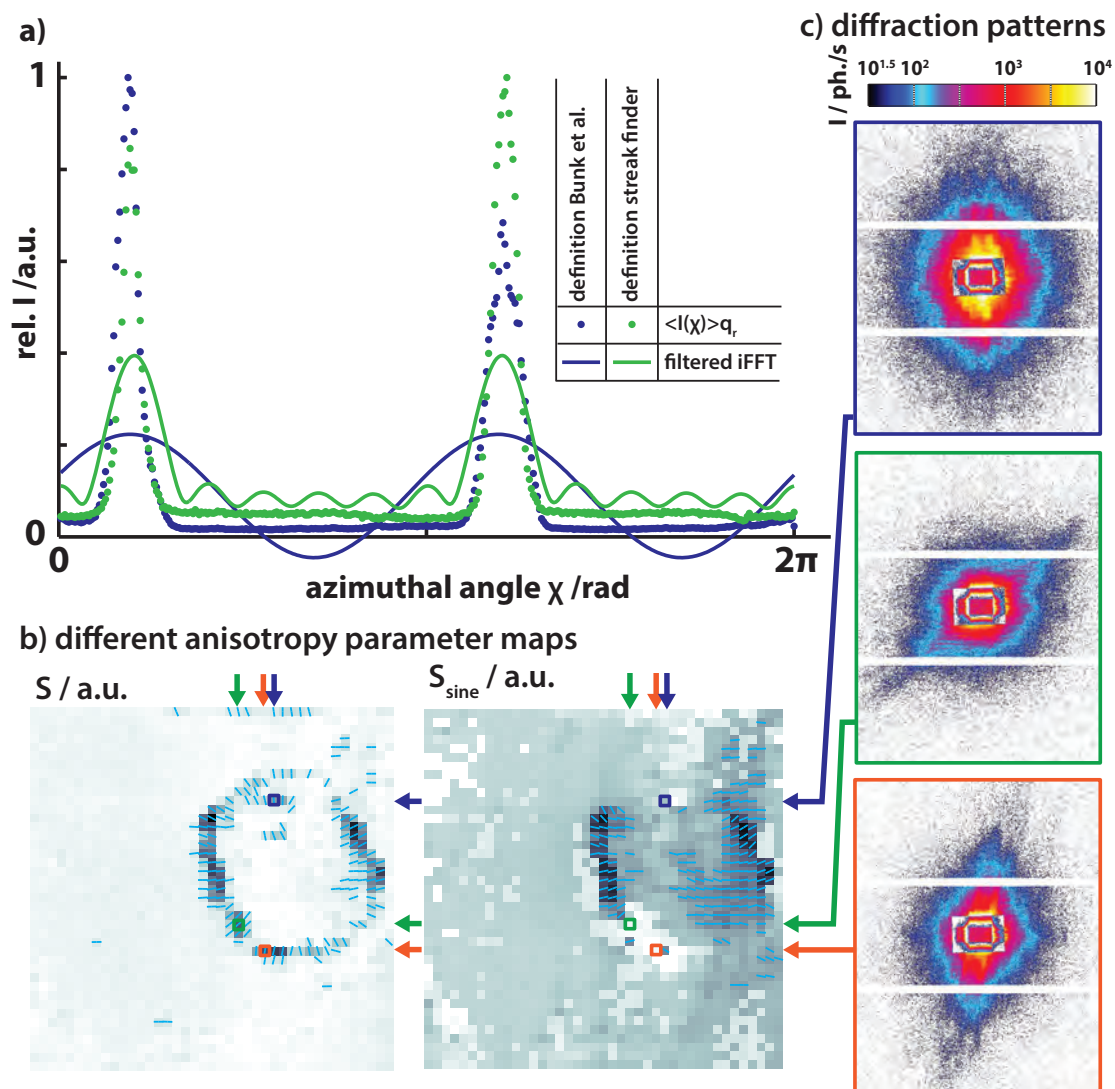 a)
c) diffraction patterns
I / ph./s
10^1.5 10^2 10^3 10^4
1
rel. I /a.u.
definition Bunk et al.
definition streak finder
<I(χ)>q_r
filtered iFFT
0
0 2π
azimuthal angle χ /rad
b) different anisotropy parameter maps
S / a.u.
S_sine / a.u.